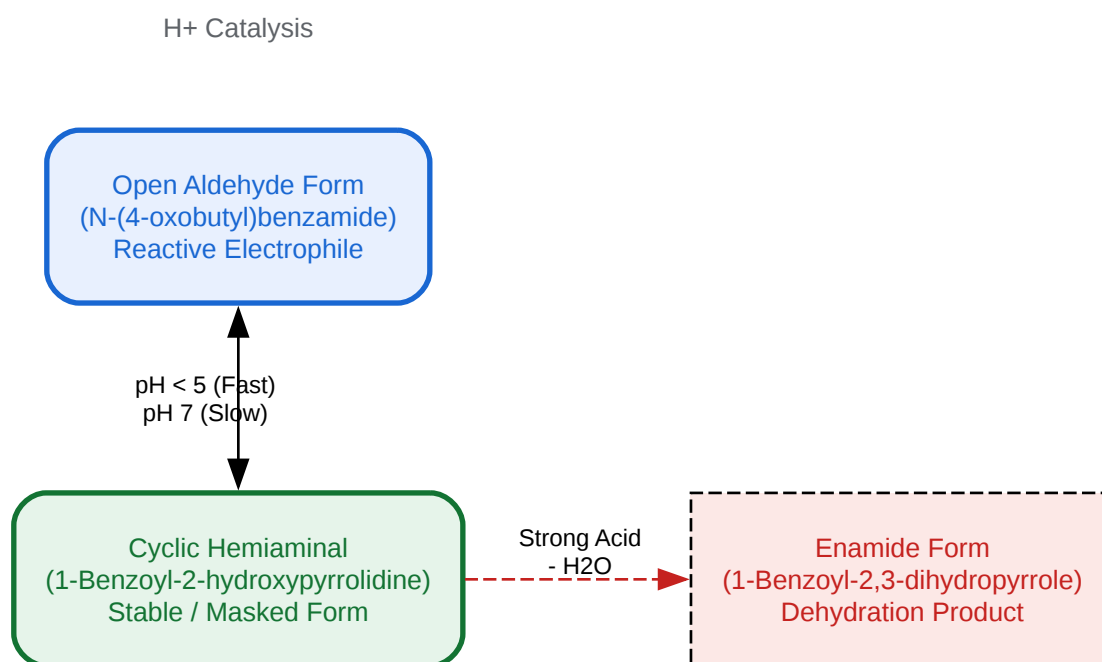 H+ Catalysis
Open Aldehyde Form
(N-(4-oxobutyl)benzamide)
Reactive Electrophile
pH < 5 (Fast)
pH 7 (Slow)
Cyclic Hemiaminal
(1-Benzoyl-2-hydroxypyrrolidine)
Stable / Masked Form
Strong Acid
- H2O
Enamide Form
(1-Benzoyl-2,3-dihydropyrrole)
Dehydration Product